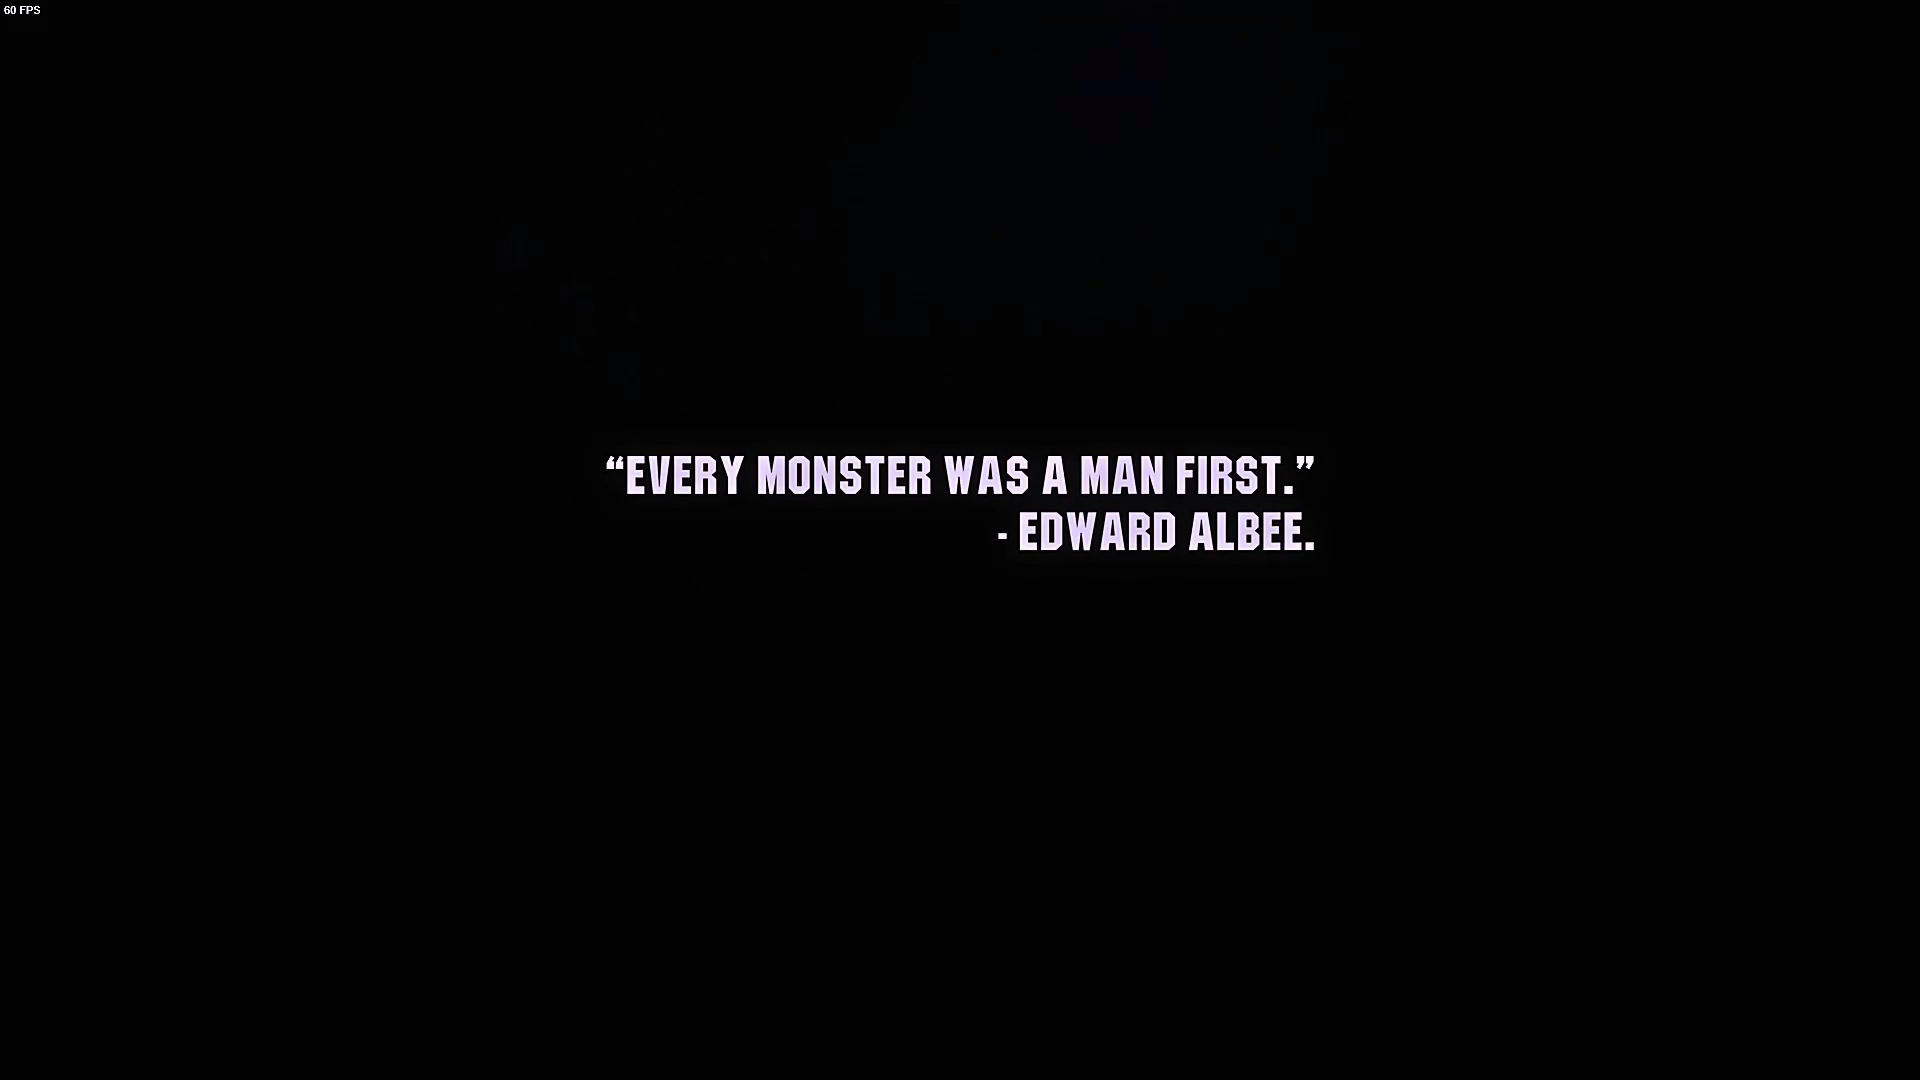 60 FPS
“EVERY MONSTER WAS A MAN FIRST.”
- EDWARD ALBEE.